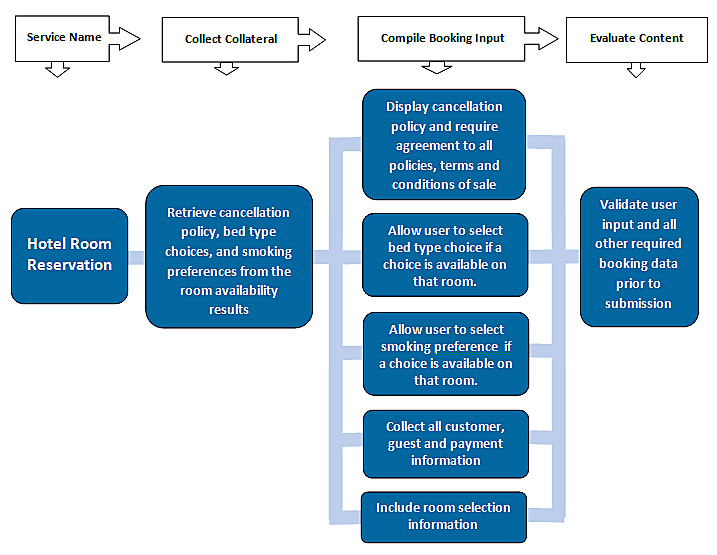 Service Name
Collect Collateral
Compile Booking Input
Evaluate Content
Hotel Room
Reservation
Retrieve cancellation
policy, bed type
choices, and smoking
preferences from the
room availability
results
Display cancellation
policy and require
agreement to all
policies, terms and
conditions of sale
Allow user to select
bed type choice if a
choice is available on
that room.
Allow user to select
smoking preference if
a choice is available on
that room.
Collect all customer,
guest and payment
information
Include room selection
information
Validate user
input and all
other required
booking data
prior to
submission